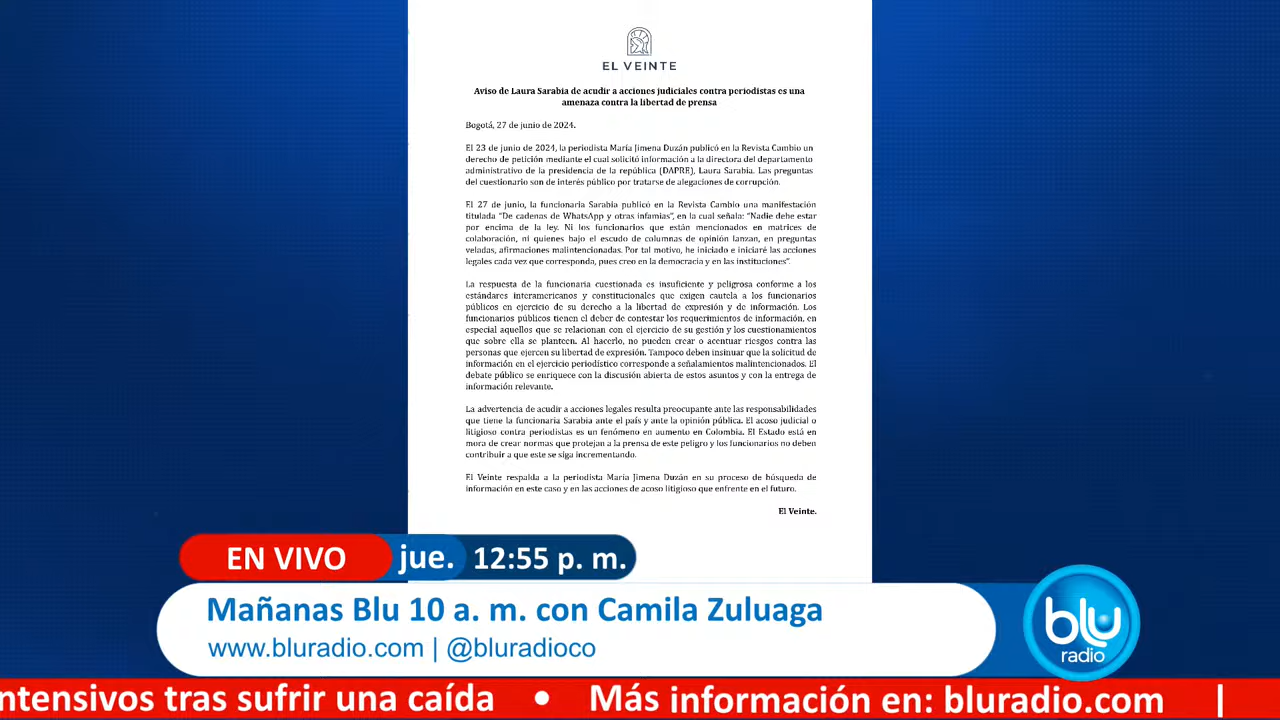 EL VEINTE
Aviso de Laura Sarabia de acudir a acciones judiciales contra periodistas es una
amenaza contra la libertad de prensa
Bogotá, 27 de junio de 2024.
El 23 de junio de 2024, la periodista María Jimena Duzán publicó en la Revista Cambio un
derecho de petición mediante el cual solicitó información a la directora del departamento
administrativo de la presidencia de la república (DAPRE), Laura Sarabia. Las preguntas
del cuestionario son de interés público por tratarse de alegaciones de corrupción.
El 27 de junio, la funcionaria Sarabia publicó en la Revista Cambio una manifestación
titulada "De cadenas de WhatsApp y otras infamias", en la cual señala: "Nadie debe estar
por encima de la ley. Ni los funcionarios que están mencionados en matrices de
colaboración, ni quienes bajo el escudo de columnas de opinión lanzan, en preguntas
veladas, afirmaciones malintencionadas. Por tal motivo, he iniciado e iniciaré las acciones
legales cada vez que corresponda, pues creo en la democracia y en las instituciones".
La respuesta de la funcionaria cuestionada es insuficiente y peligrosa conforme a los
estándares interamericanos y constitucionales que exigen cautela a los funcionarios
públicos en ejercicio de su derecho a la libertad de expresión y de información. Los
funcionarios públicos tienen el deber de contestar los requerimientos de información, en
especial aquellos que se relacionan con el ejercicio de su gestión y los cuestionamientos
que sobre ella se planteen. Al hacerlo, no pueden crear o acentuar riesgos contra las
personas que ejercen su libertad de expresión. Tampoco deben insinuar que la solicitud de
información en el ejercicio periodístico corresponde a señalamientos malintencionados. El
debate público se enriquece con la discusión abierta de estos asuntos y con la entrega de
información relevante.
La advertencia de acudir a acciones legales resulta preocupante ante las responsabilidades
que tiene la funcionaria Sarabia ante el país y ante la opinión pública. El acoso judicial o
litigioso contra periodistas es un fenómeno en aumento en Colombia. El Estado está en
mora de crear normas que protejan a la prensa de este peligro y los funcionarios no deben
contribuir a que este se siga incrementando.
El Veinte respalda a la periodista María Jimena Duzán en su proceso de búsqueda de
información en este caso y en las acciones de acoso litigioso que enfrente en el futuro.
El Veinte.
EN VIVO jue. 12:55 p. m.
Mañanas Blu 10 a. m. con Camila Zuluaga
www.bluradio.com | @bluradioco
blu
radio
ntensivos tras sufrir una caída • Más información en: bluradio.com |